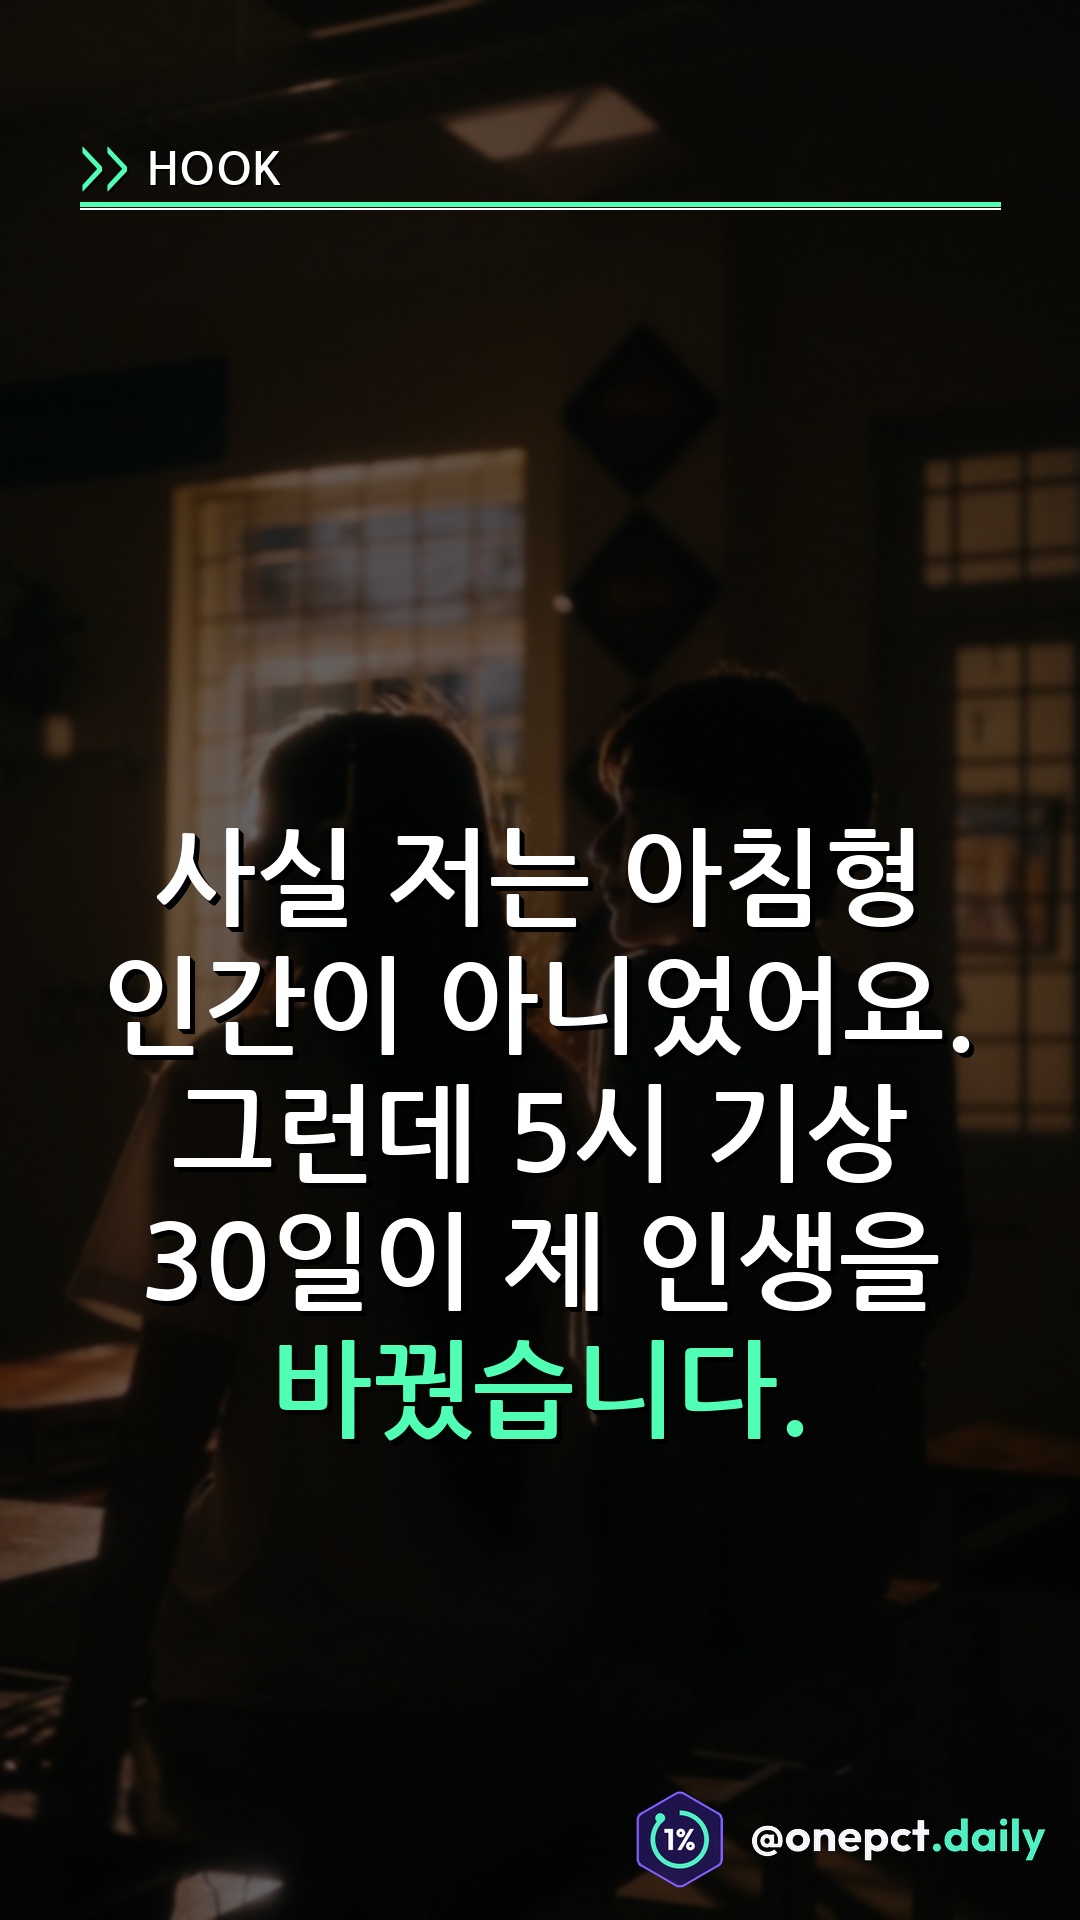 HOOK
사실 저는 아침형
인간이 아니었어요.
그런데 5시 기상
30일이 제 인생을
바꿨습니다.
1% @onepct.daily